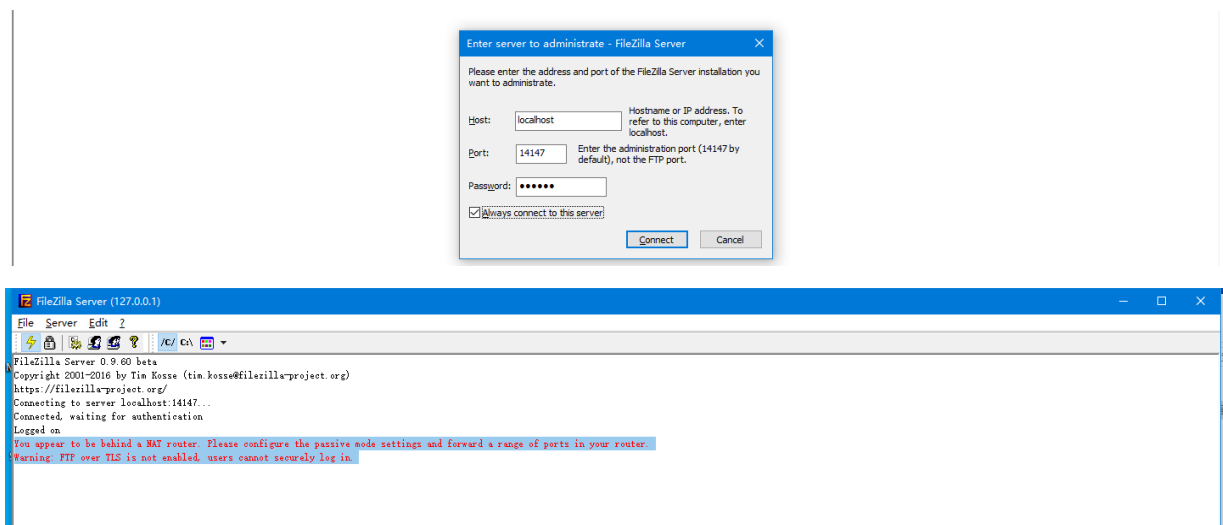 Enter server to administrate - FileZilla Server
Please enter the address and port of the FileZilla Server installation you
want to administrate.
Host:
localhost
Hostname or IP address. To
refer to this computer, enter
localhost.
Port:
14147
Enter the administration port (14147 by
default), not the FTP port.
Password:
••••••
Always connect to this server
Connect
Cancel
FileZilla Server (127.0.0.1)
File Server Edit ?
/C/ C:\
FileZilla Server 0.9.60 beta
Copyright 2001-2016 by Tim Kosse (tim.kosse@filezilla-project.org)
https://filezilla-project.org/
Connecting to server localhost:14147...
Connected, waiting for authentication
Logged on
You appear to be behind a NAT router. Please configure the passive mode settings and forward a range of ports in your router.
Warning: FTP over TLS is not enabled, users cannot securely log in.